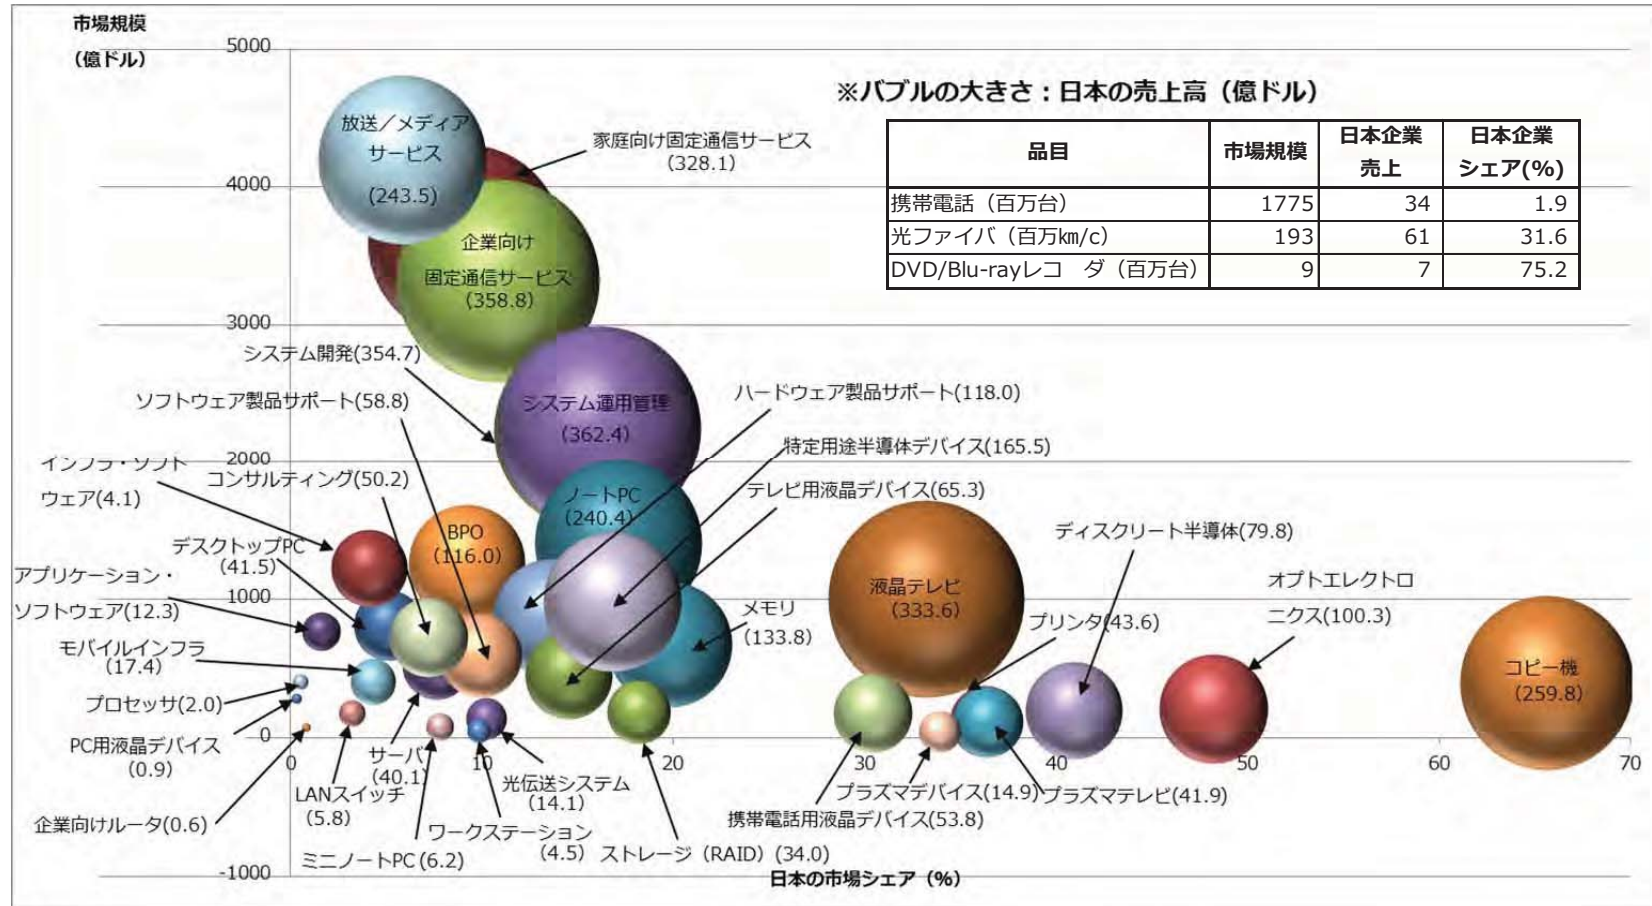 市場規模
（億ドル）
5000
4000
3000
2000
1000
0
-1000
0
10
20
30
40
50
60
70
日本の市場シェア（%）
※バブルの大きさ：日本の売上高（億ドル）
品目 市場規模 日本企業売上 日本企業シェア(%)
携帯電話（百万台） 1775 34 1.9
光ファイバ（百万㎞/c） 193 61 31.6
DVD/Blu-rayレコ　ダ（百万台） 9 7 75.2
放送／メディア
サービス
(243.5)
家庭向け固定通信サービス
（328.1）
企業向け
固定通信サービス
（358.8）
システム開発(354.7)
ソフトウェア製品サポート(58.8)
システム運用管理
（362.4）
ハードウェア製品サポート(118.0)
特定用途半導体デバイス(165.5)
テレビ用液晶デバイス(65.3)
インフラ・ソフト
ウェア(4.1)
コンサルティング(50.2)
ノートPC
（240.4）
デスクトップPC
（41.5）
BPO
（116.0）
アプリケーション・
ソフトウェア(12.3)
モバイルインフラ
（17.4）
プロセッサ(2.0)
PC用液晶デバイス
（0.9）
企業向けルータ(0.6)
LANスイッチ
（5.8）
サーバ
（40.1）
ミニノートPC (6.2)
ワークステーション
（4.5）
光伝送システム
（14.1）
ストレージ（RAID）(34.0)
メモリ
（133.8）
液晶テレビ
（333.6）
ディスクリート半導体(79.8)
プリンタ(43.6)
オプトエレクトロ
ニクス(100.3)
コピー機
（259.8）
プラズマデバイス(14.9)
プラズマテレビ(41.9)
携帯電話用液晶デバイス(53.8)